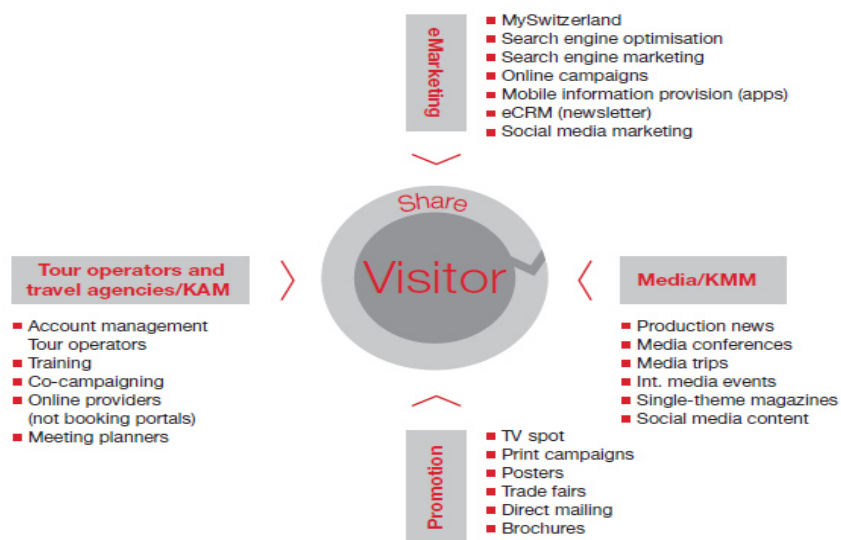 eMarketing
MySwitzerland
Search engine optimisation
Search engine marketing
Online campaigns
Mobile information provision (apps)
eCRM (newsletter)
Social media marketing
Share
Visitor
Tour operators and
travel agencies/KAM
Account management
Tour operators
Training
Co-campaigning
Online providers
(not booking portals)
Meeting planners
Media/KMM
Production news
Media conferences
Media trips
Int. media events
Single-theme magazines
Social media content
Promotion
TV spot
Print campaigns
Posters
Trade fairs
Direct mailing
Brochures